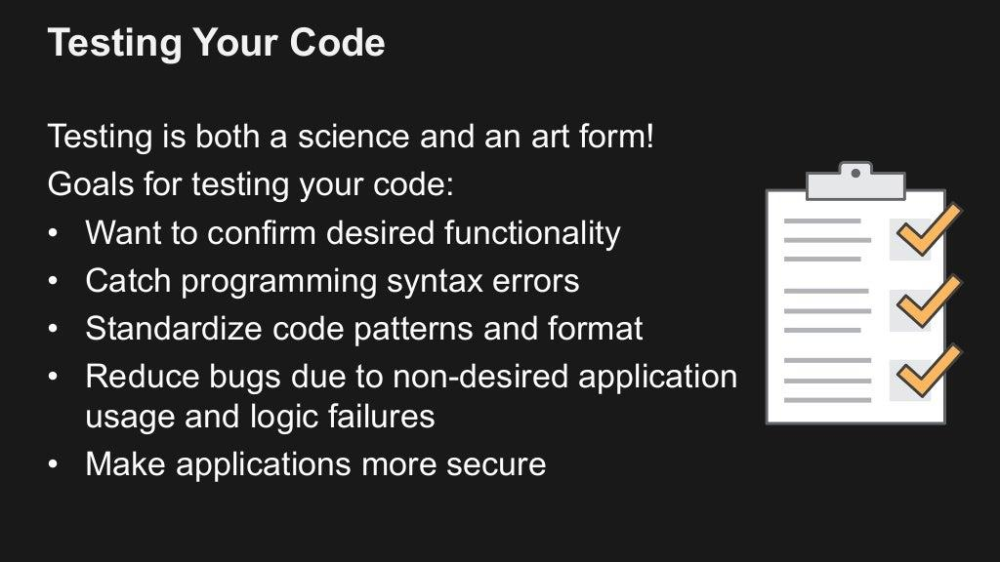 Testing Your Code
Testing is both a science and an art form!
Goals for testing your code:
• Want to confirm desired functionality
• Catch programming syntax errors
• Standardize code patterns and format
• Reduce bugs due to non-desired application
usage and logic failures
• Make applications more secure